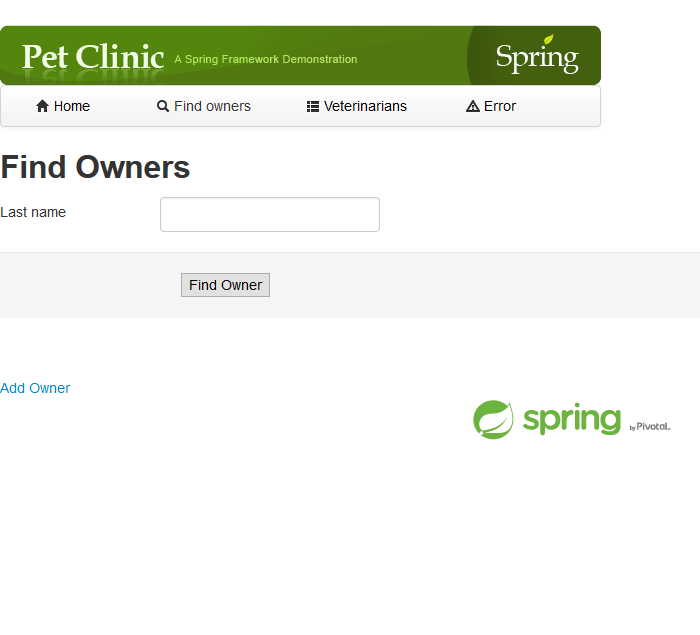 Pet Clinic A Spring Framework Demonstration Spring
Home Find owners Veterinarians Error
Find Owners
Last name
Find Owner
Add Owner
spring by Pivotal.